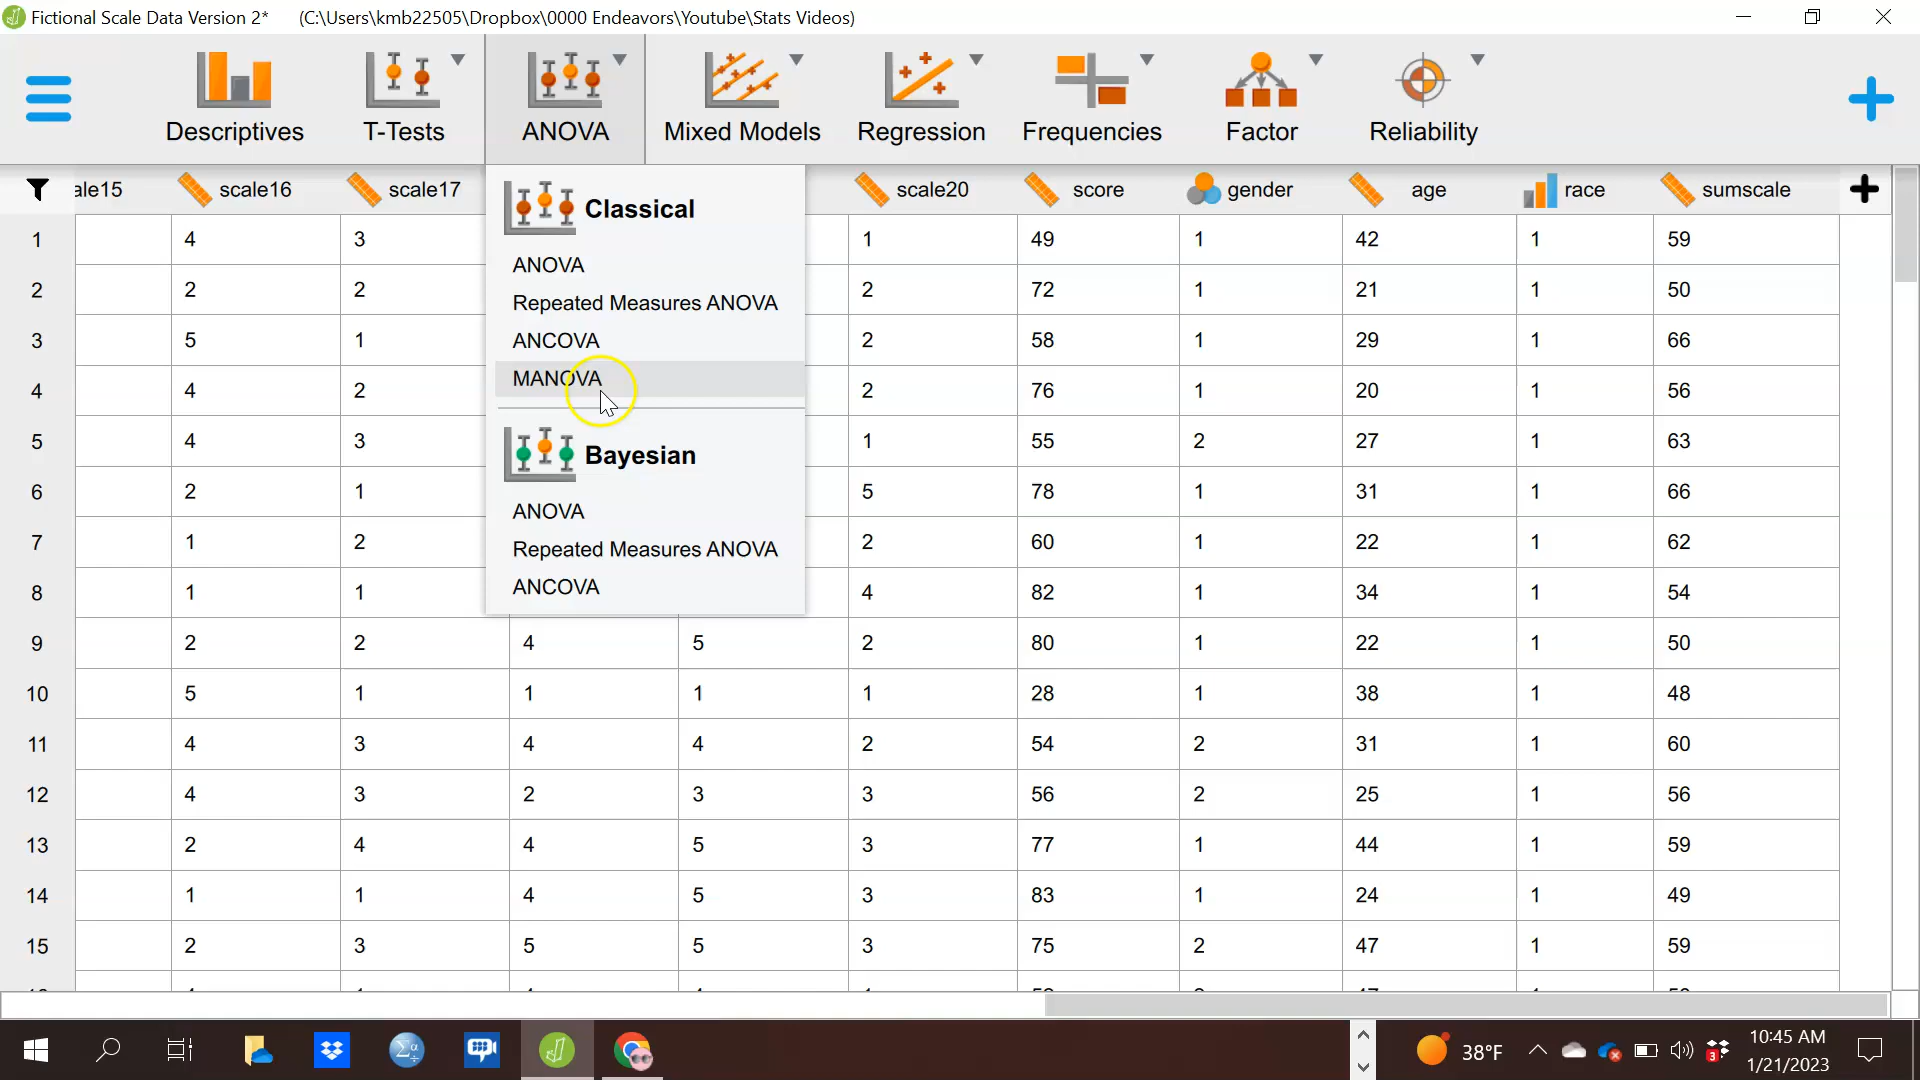 Fictional Scale Data Version 2* (C:\Users\kmb22505\Dropbox\0000 Endeavors\Youtube\Stats Videos)
Descriptives T-Tests ANOVA Mixed Models Regression Frequencies Factor Reliability
ale15 scale16 scale17 scale20 score gender age race sumscale
Classical
ANOVA
Repeated Measures ANOVA
ANCOVA
MANOVA
Bayesian
ANOVA
Repeated Measures ANOVA
ANCOVA
1 4 3 1 49 1 42 1 59
2 2 2 2 72 1 21 1 50
3 5 1 2 58 1 29 1 66
4 4 2 2 76 1 20 1 56
5 4 3 1 55 2 27 1 63
6 2 1 5 78 1 31 1 66
7 1 2 2 60 1 22 1 62
8 1 1 4 82 1 34 1 54
9 2 2 4 5 2 80 1 22 1 50
10 5 1 1 1 1 28 1 38 1 48
11 4 3 4 4 2 54 2 31 1 60
12 4 3 2 3 3 56 2 25 1 56
13 2 4 4 5 3 77 1 44 1 59
14 1 1 4 5 3 83 1 24 1 49
15 2 3 5 5 3 75 2 47 1 59
38°F
3
10:45 AM
1/21/2023